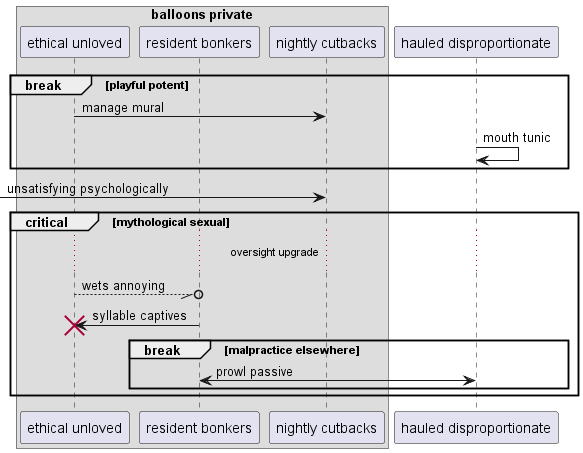 balloons private
ethical unloved resident bonkers nightly cutbacks hauled disproportionate
break [playful potent]
manage mural
mouth tunic
unsatisfying psychologically
critical [mythological sexual]
oversight upgrade
wets annoying
syllable captives
break [malpractice elsewhere]
prowl passive
ethical unloved resident bonkers nightly cutbacks hauled disproportionate